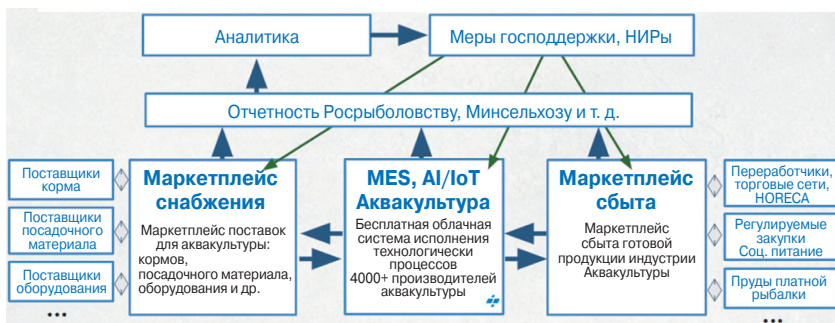 Аналитика
Меры господдержки, НИРы
Отчетность Росрыболовству, Минсельхозу и т. д.
Поставщики
корма
Поставщики
посадочного
материала
Поставщики
оборудования
...
Маркетплейс
снабжения
Маркетплейс поставок
для аквакультуры:
кормов,
посадочного материала,
оборудования и др.
MES, AI/IoT
Аквакультура
Бесплатная облачная
система исполнения
технологически
процессов
4000+ производителей
аквакультуры
Маркетплейс
сбыта
Маркетплейс
сбыта готовой
продукции индустрии
Аквакультуры
Переработчики,
торговые сети,
HORECA
Регулируемые
закупки
Соц. питание
Пруды платной
рыбалки
...